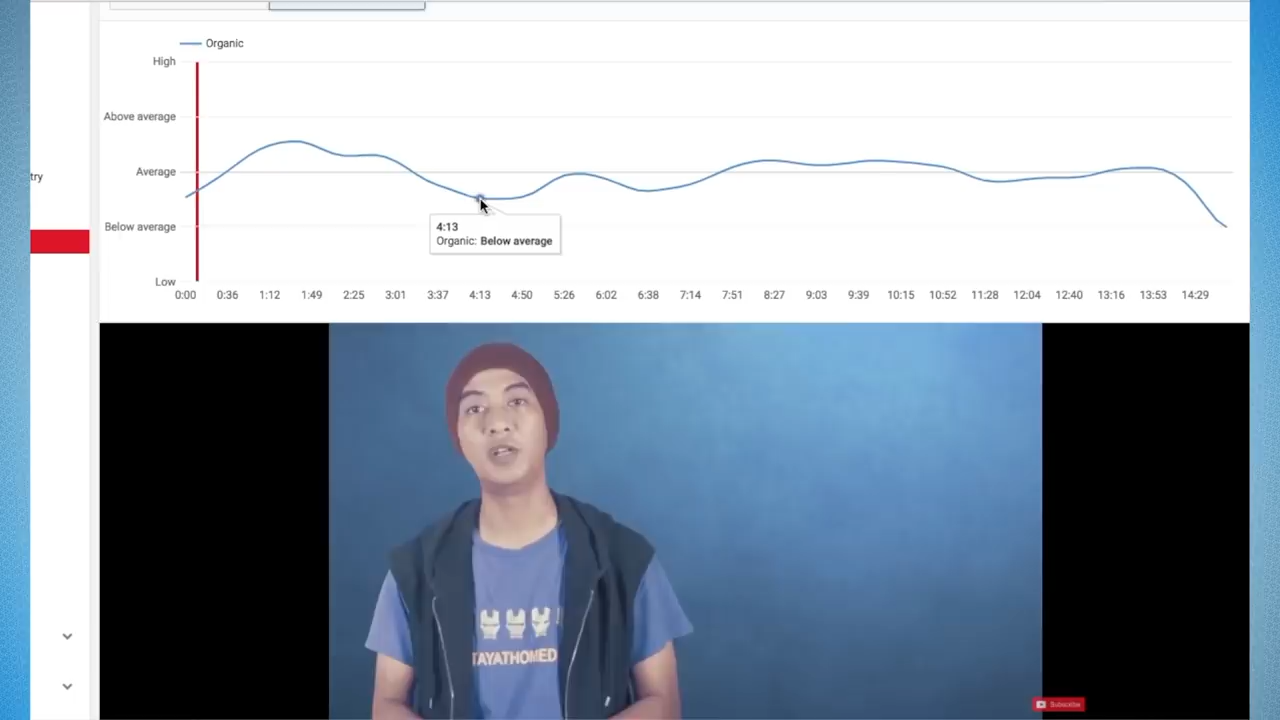 Organic
High
Above average
Average
Below average
Low
try
4:13
Organic: Below average
0:00 0:36 1:12 1:49 2:25 3:01 3:37 4:13 4:50 5:26 6:02 6:38 7:14 7:51 8:27 9:03 9:39 10:15 10:52 11:28 12:04 12:40 13:16 13:53 14:29
TAYATHOMED
Subscribe